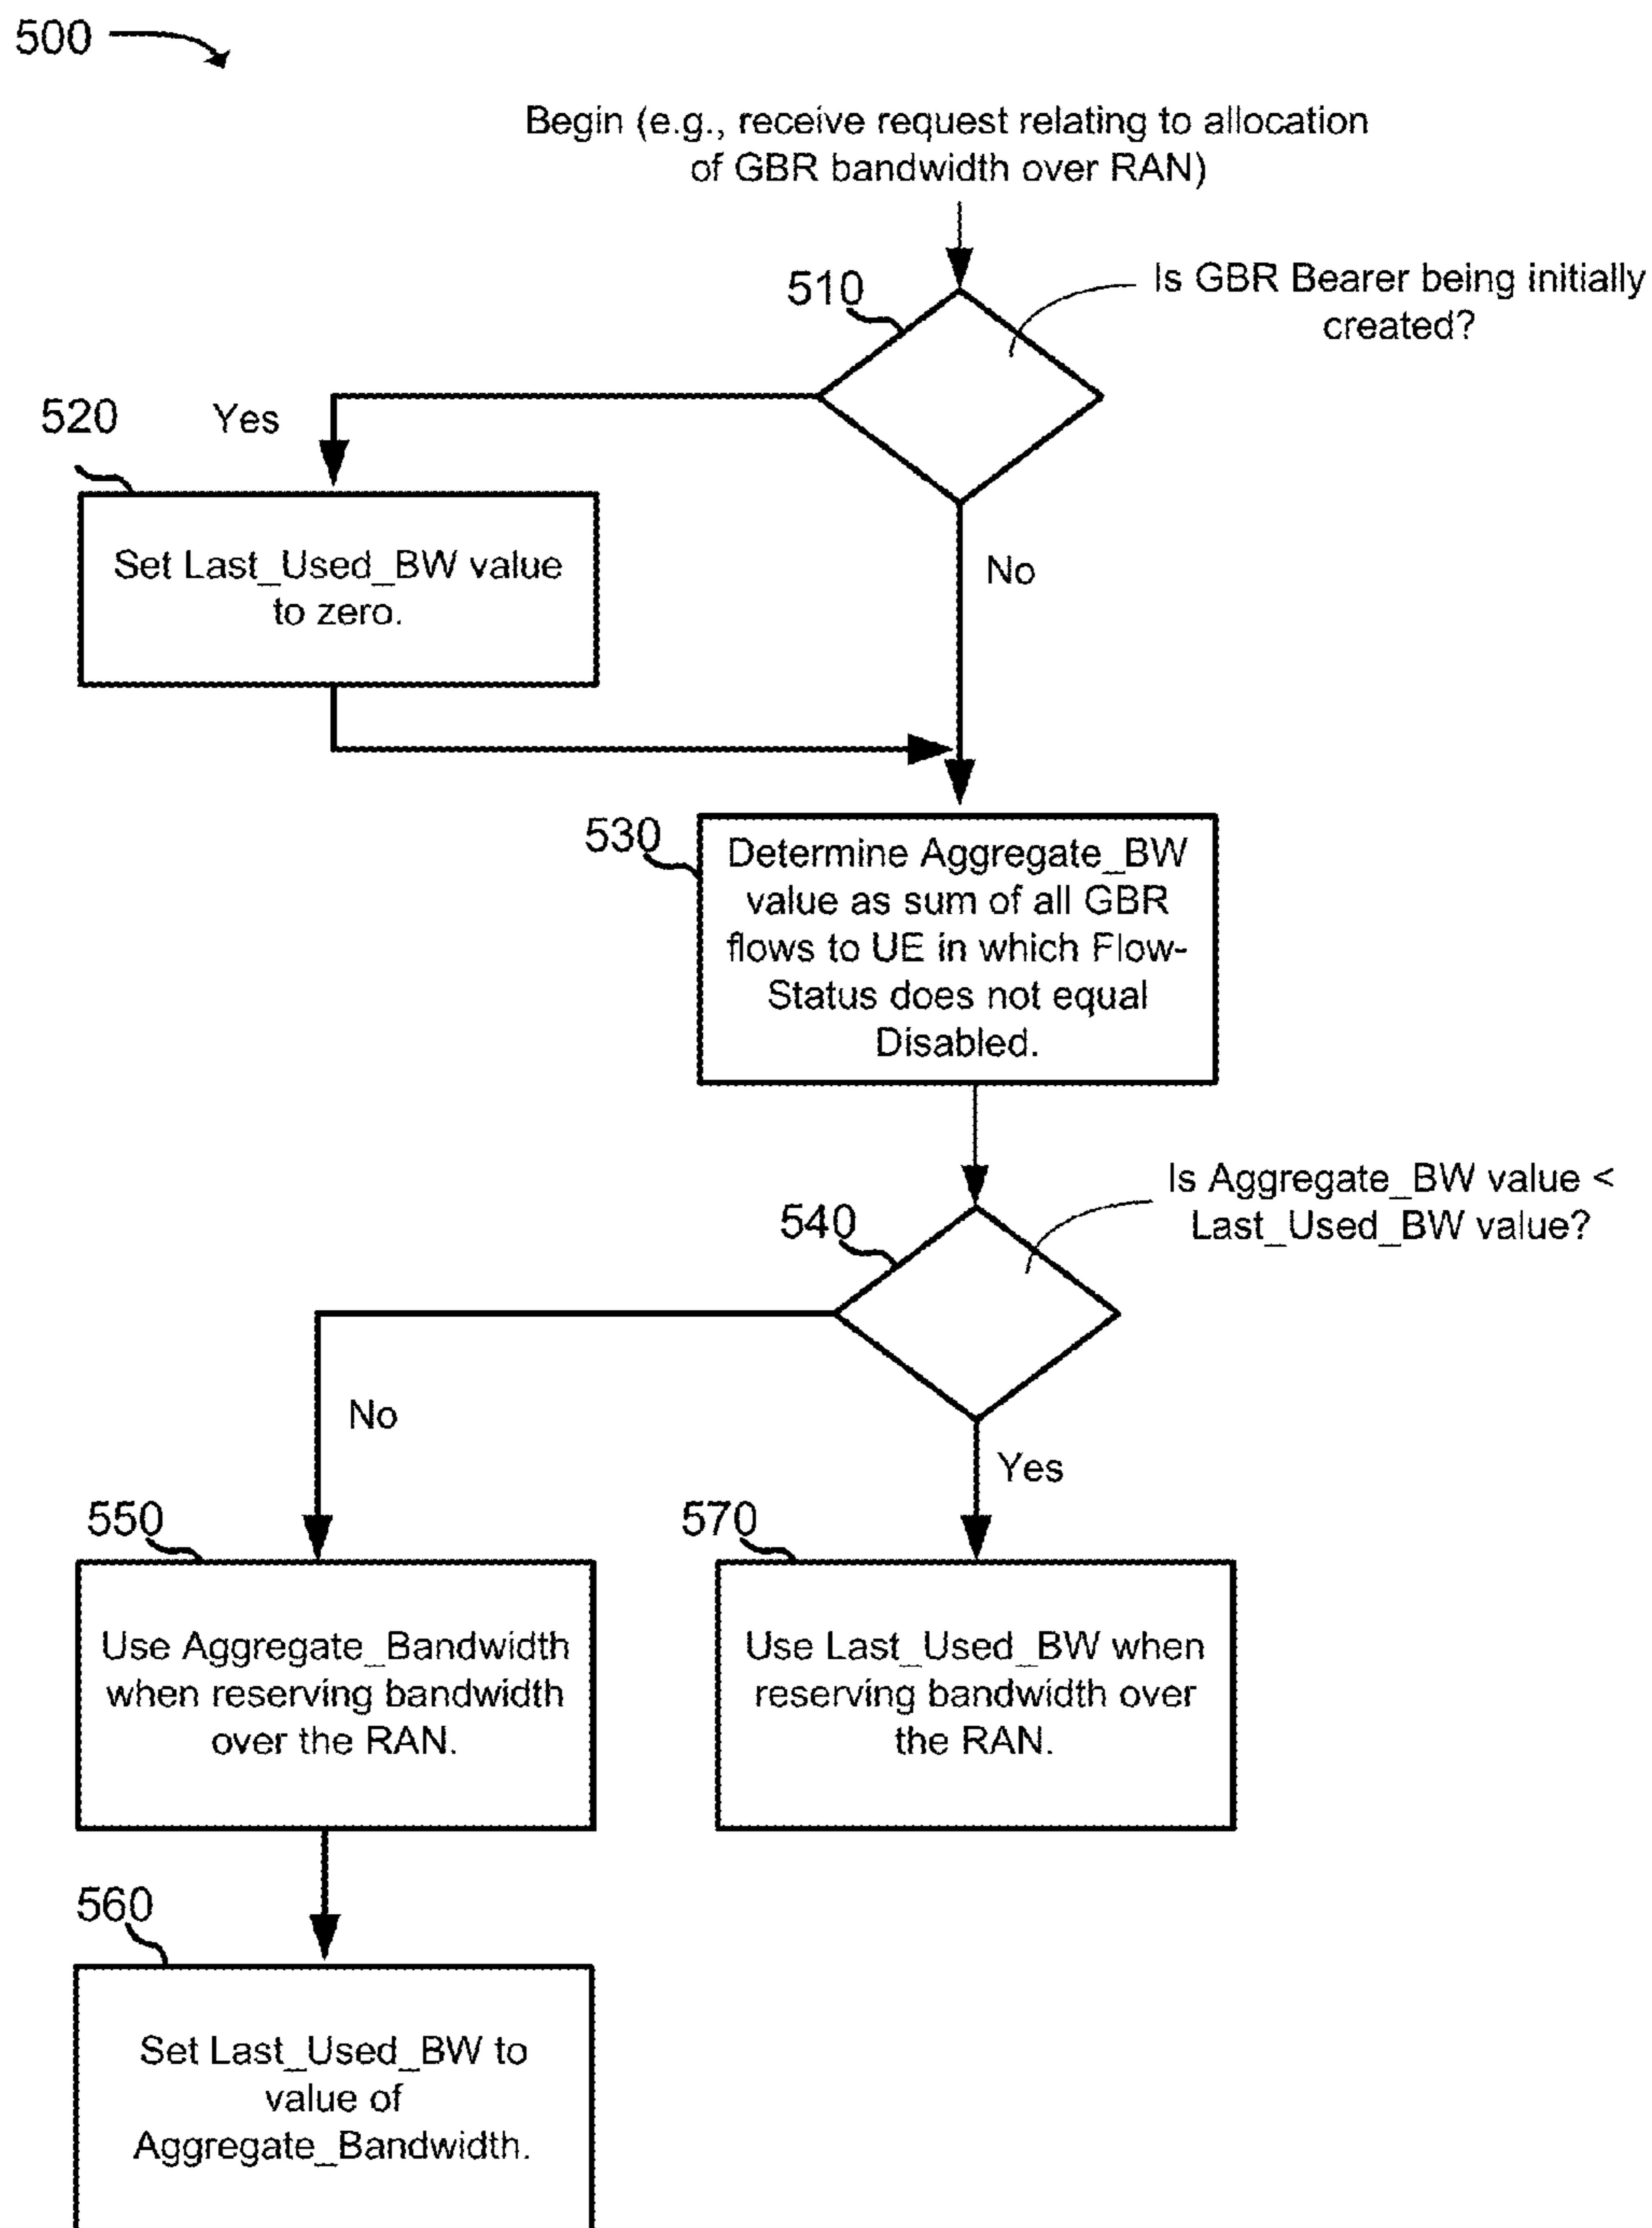 500
Begin (e.g., receive request relating to allocation
of GBR bandwidth over RAN)
510
Is GBR Bearer being initially
created?
520
Yes
Set Last_Used_BW value
to zero.
No
530
Determine Aggregate_BW
value as sum of all GBR
flows to UE in which Flow-
Status does not equal
Disabled.
540
Is Aggregate_BW value <
Last_Used_BW value?
No
Yes
550
Use Aggregate_Bandwidth
when reserving bandwidth
over the RAN.
570
Use Last_Used_BW when
reserving bandwidth over
the RAN.
560
Set Last_Used_BW to
value of
Aggregate_Bandwidth.